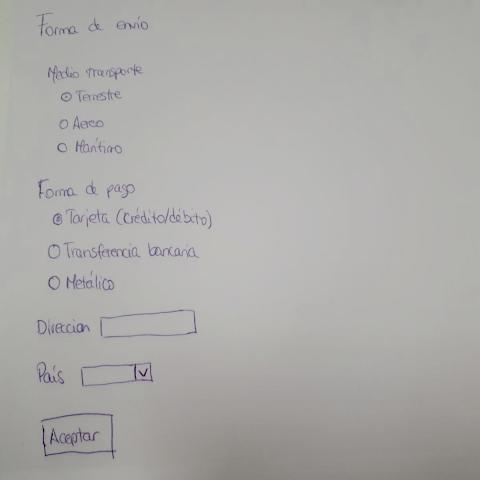 Forma de envío
Medio transporte
Terrestre
Aereo
Marítimo
Forma de pago
Tarjeta (Crédito/débito)
Transferencia bancaria
Metálico
Direccion
País
Aceptar